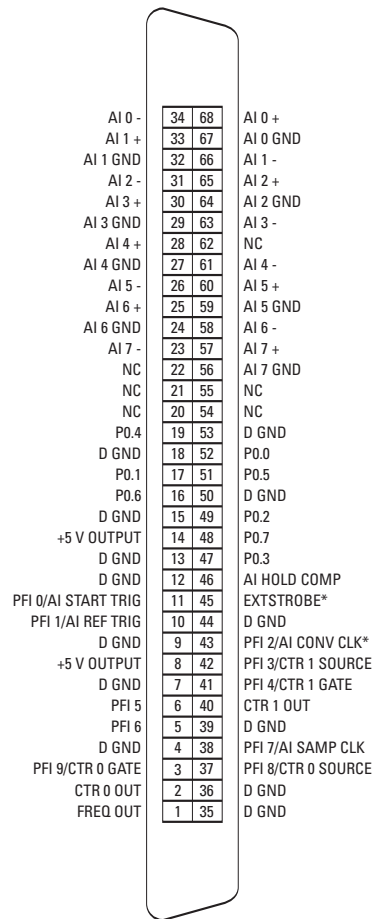 AI 0 - 34 68 AI 0 +
AI 1 + 33 67 AI 0 GND
AI 1 GND 32 66 AI 1 -
AI 2 - 31 65 AI 2 +
AI 3 + 30 64 AI 2 GND
AI 3 GND 29 63 AI 3 -
AI 4 + 28 62 NC
AI 4 GND 27 61 AI 4 -
AI 5 - 26 60 AI 5 +
AI 6 + 25 59 AI 5 GND
AI 6 GND 24 58 AI 6 -
AI 7 - 23 57 AI 7 +
NC 22 56 AI 7 GND
NC 21 55 NC
NC 20 54 NC
P0.4 19 53 D GND
D GND 18 52 P0.0
P0.1 17 51 P0.5
P0.6 16 50 D GND
D GND 15 49 P0.2
+5 V OUTPUT 14 48 P0.7
D GND 13 47 P0.3
D GND 12 46 AI HOLD COMP
PFI 0/AI START TRIG 11 45 EXTSTROBE*
PFI 1/AI REF TRIG 10 44 D GND
D GND 9 43 PFI 2/AI CONV CLK*
+5 V OUTPUT 8 42 PFI 3/CTR 1 SOURCE
D GND 7 41 PFI 4/CTR 1 GATE
PFI 5 6 40 CTR 1 OUT
PFI 6 5 39 D GND
D GND 4 38 PFI 7/AI SAMP CLK
PFI 9/CTR 0 GATE 3 37 PFI 8/CTR 0 SOURCE
CTR 0 OUT 2 36 D GND
FREQ OUT 1 35 D GND